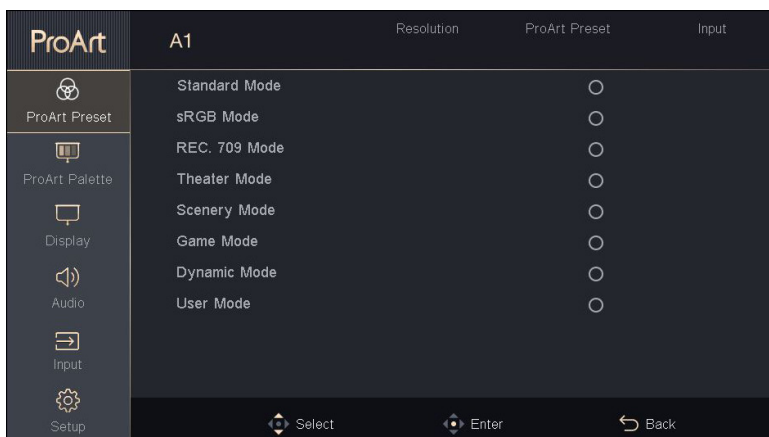 ProArt
A1
Resolution
ProArt Preset
Input
ProArt Preset
ProArt Palette
Display
Audio
Input
Setup
Standard Mode
sRGB Mode
REC. 709 Mode
Theater Mode
Scenery Mode
Game Mode
Dynamic Mode
User Mode
Select
Enter
Back